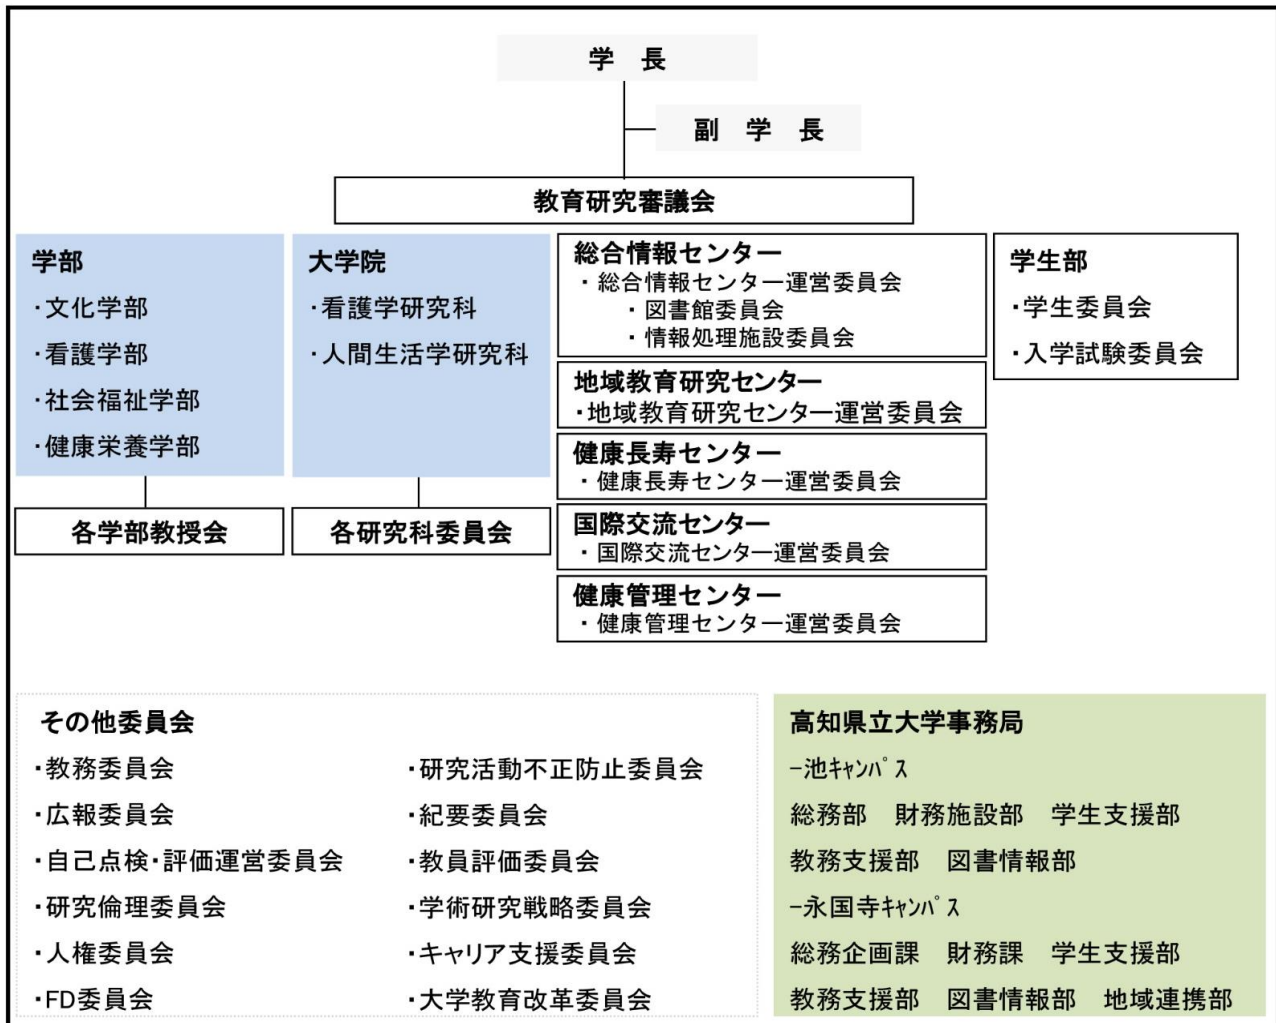 学 長
副 学 長
教育研究審議会
学部
・文化学部
・看護学部
・社会福祉学部
・健康栄養学部
各学部教授会
大学院
・看護学研究科
・人間生活学研究科
各研究科委員会
総合情報センター
・総合情報センター運営委員会
・図書館委員会
・情報処理施設委員会
地域教育研究センター
・地域教育研究センター運営委員会
健康長寿センター
・健康長寿センター運営委員会
国際交流センター
・国際交流センター運営委員会
健康管理センター
・健康管理センター運営委員会
学生部
・学生委員会
・入学試験委員会
その他委員会
・教務委員会
・広報委員会
・自己点検・評価運営委員会
・研究倫理委員会
・人権委員会
・FD委員会
・研究活動不正防止委員会
・紀要委員会
・教員評価委員会
・学術研究戦略委員会
・キャリア支援委員会
・大学教育改革委員会
高知県立大学事務局
−池ｷｬﾝﾊﾟｽ
総務部 財務施設部 学生支援部
教務支援部 図書情報部
−永国寺ｷｬﾝﾊﾟｽ
総務企画課 財務課 学生支援部
教務支援部 図書情報部 地域連携部